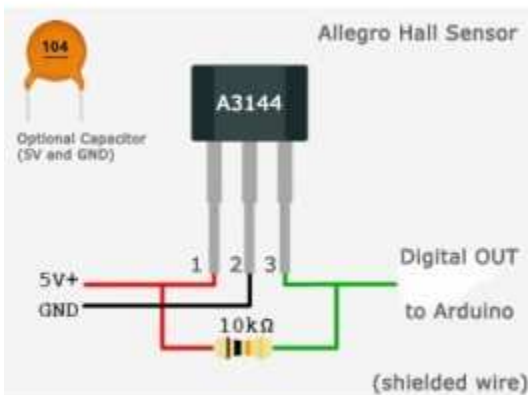 Allegro Hall Sensor
104
A3144
Optional Capacitor
(5V and GND)
1 2 3
5V+
GND
10kΩ
Digital OUT
to Arduino
(shielded wire)